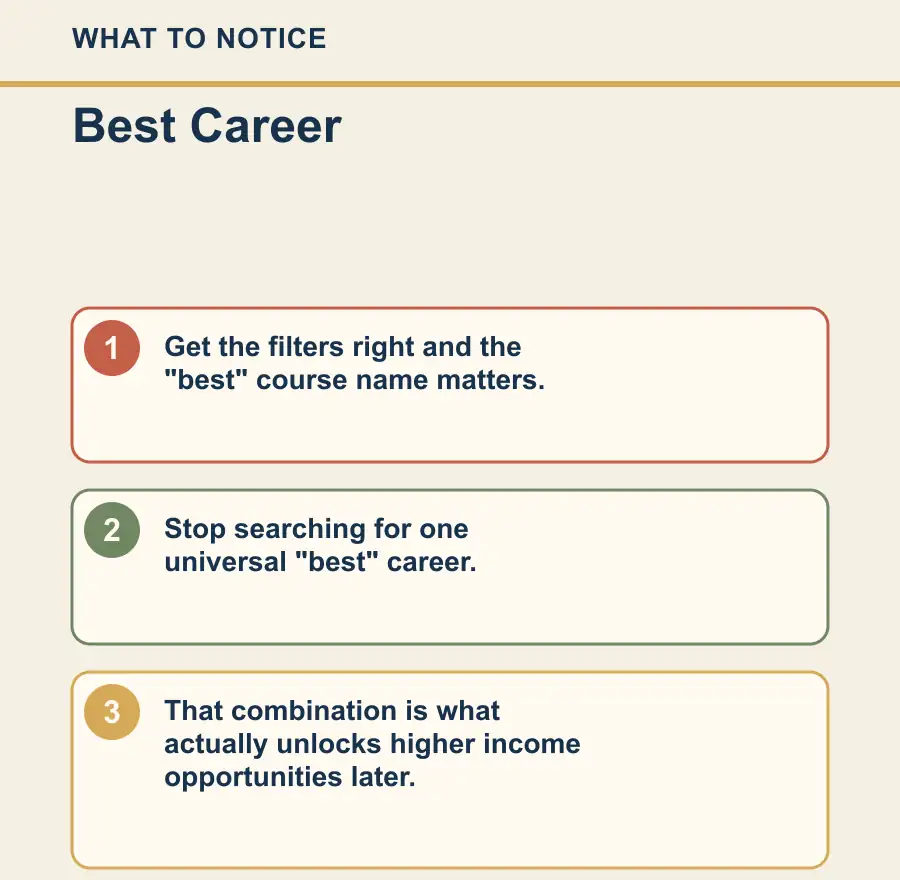 WHAT TO NOTICE
Best Career
1
Get the filters right and the
"best" course name matters.
2
Stop searching for one
universal "best" career.
3
That combination is what
actually unlocks higher income
opportunities later.